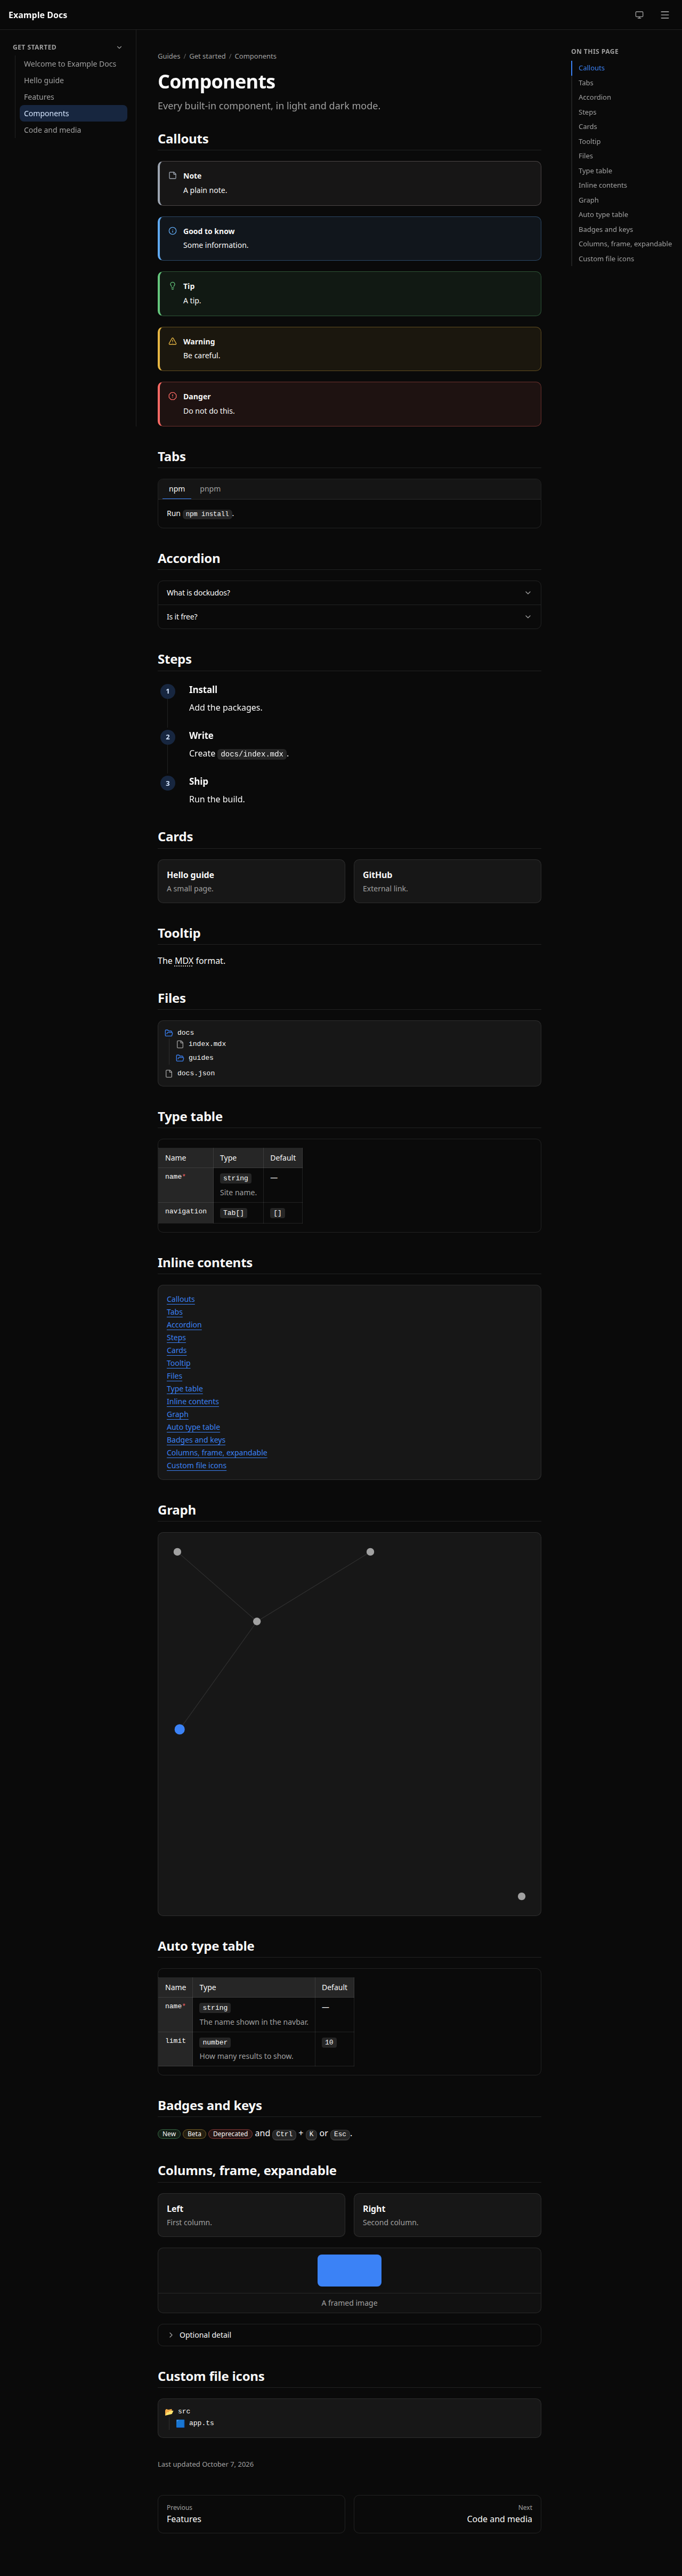 Example Docs
GET STARTED
Welcome to Example Docs
Hello guide
Features
Components
Code and media
Guides / Get started / Components
Components
Every built-in component, in light and dark mode.
Callouts
Note
A plain note.
Good to know
Some information.
Tip
A tip.
Warning
Be careful.
Danger
Do not do this.
Tabs
npm pnpm
Run npm install.
Accordion
What is dockudos?
Is it free?
Steps
1 Install
Add the packages.
2 Write
Create docs/index.mdx.
3 Ship
Run the build.
Cards
Hello guide
A small page.
GitHub
External link.
Tooltip
The MDX format.
Files
docs
index.mdx
guides
docs.json
Type table
Name Type Default
name* string —
Site name.
navigation Tab[] []
Inline contents
Callouts
Tabs
Accordion
Steps
Cards
Tooltip
Files
Type table
Inline contents
Graph
Auto type table
Badges and keys
Columns, frame, expandable
Custom file icons
Graph
Auto type table
Name Type Default
name* string —
The name shown in the navbar.
limit number 10
How many results to show.
Badges and keys
New Beta Deprecated and Ctrl + K or Esc.
Columns, frame, expandable
Left
First column.
Right
Second column.
A framed image
Optional detail
Custom file icons
src
app.ts
Last updated October 7, 2026
Previous
Features
Next
Code and media
ON THIS PAGE
Callouts
Tabs
Accordion
Steps
Cards
Tooltip
Files
Type table
Inline contents
Graph
Auto type table
Badges and keys
Columns, frame, expandable
Custom file icons